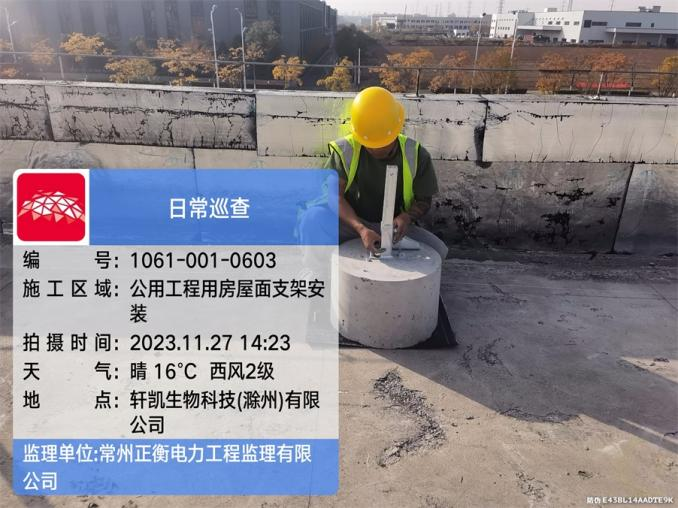 日常巡查
编号：1061-001-0603
施工区域：公用工程用房屋面支架安
装
拍摄时间：2023.11.27 14:23
天气：晴 16℃ 西风2级
地点：轩凯生物科技(滁州)有限
公司
监理单位:常州正衡电力工程监理有限
公司
防伪 E43BL14AADTE9K